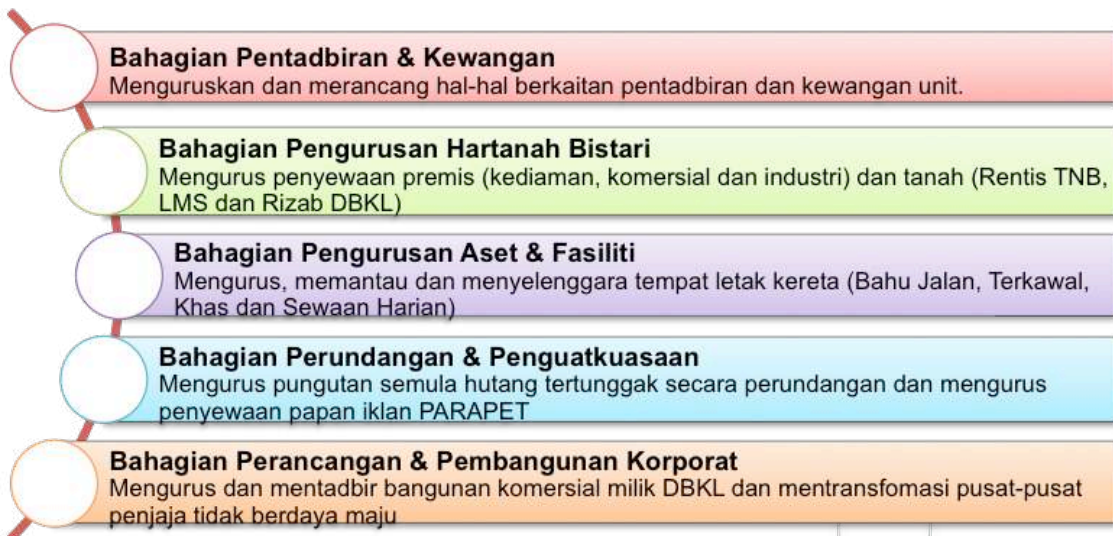 Bahagian Pentadbiran & Kewangan
Menguruskan dan merancang hal-hal berkaitan pentadbiran dan kewangan unit.
Bahagian Pengurusan Hartanah Bistari
Mengurus penyewaan premis (kediaman, komersial dan industri) dan tanah (Rentis TNB,
LMS dan Rizab DBKL)
Bahagian Pengurusan Aset & Fasiliti
Mengurus, memantau dan menyelenggara tempat letak kereta (Bahu Jalan, Terkawal,
Khas dan Sewaan Harian)
Bahagian Perundangan & Penguatkuasaan
Mengurus pungutan semula hutang tertunggak secara perundangan dan mengurus
penyewaan papan iklan PARAPET
Bahagian Perancangan & Pembangunan Korporat
Mengurus dan mentadbir bangunan komersial milik DBKL dan mentransfomasi pusat-pusat
penjaja tidak berdaya maju